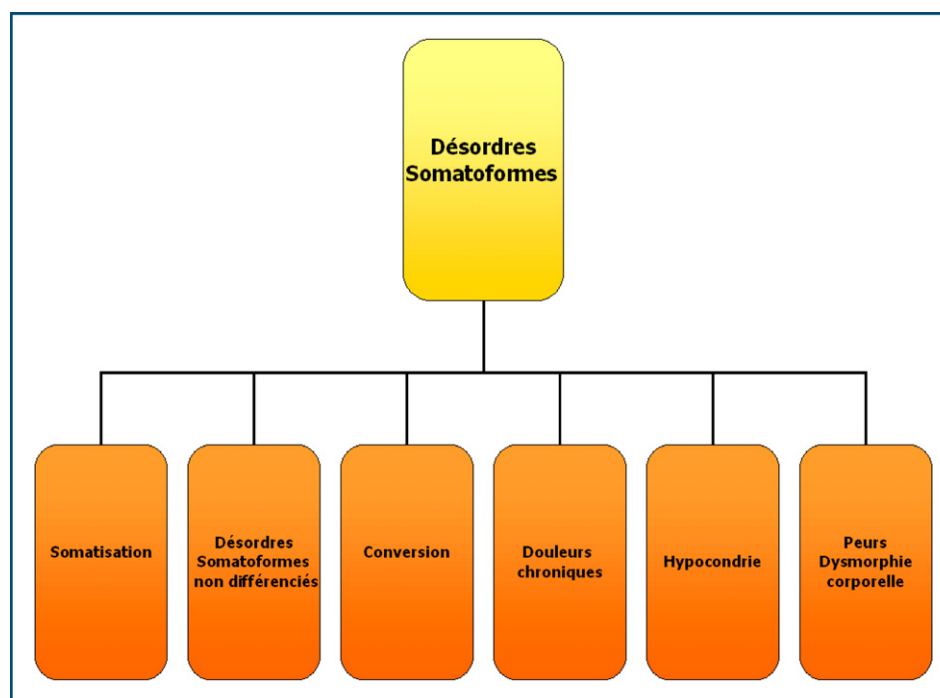 Désordres
Somatoformes
Somatisation
Désordres
Somatoformes
non différenciés
Conversion
Douleurs
chroniques
Hypocondrie
Peurs
Dysmorphie
corporelle